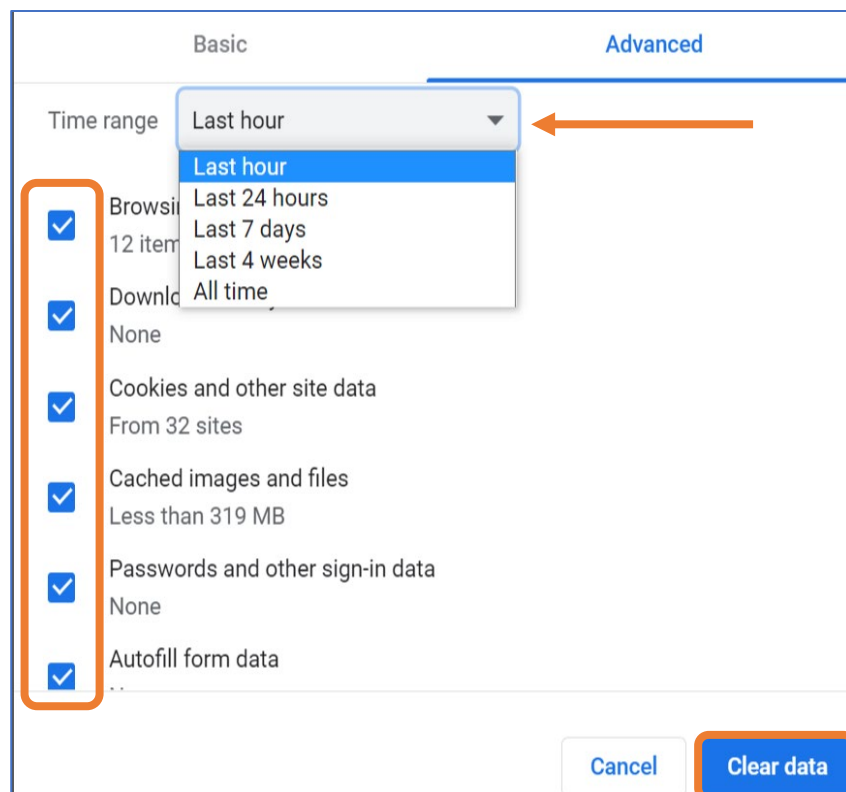 Basic Advanced
Time range Last hour
Last hour
Last 24 hours
Last 7 days
Last 4 weeks
All time
12
None
Cookies and other site data
From 32 sites
Cached images and files
Less than 319 MB
Passwords and other sign-in data
None
Autofill form data
Cancel Clear data